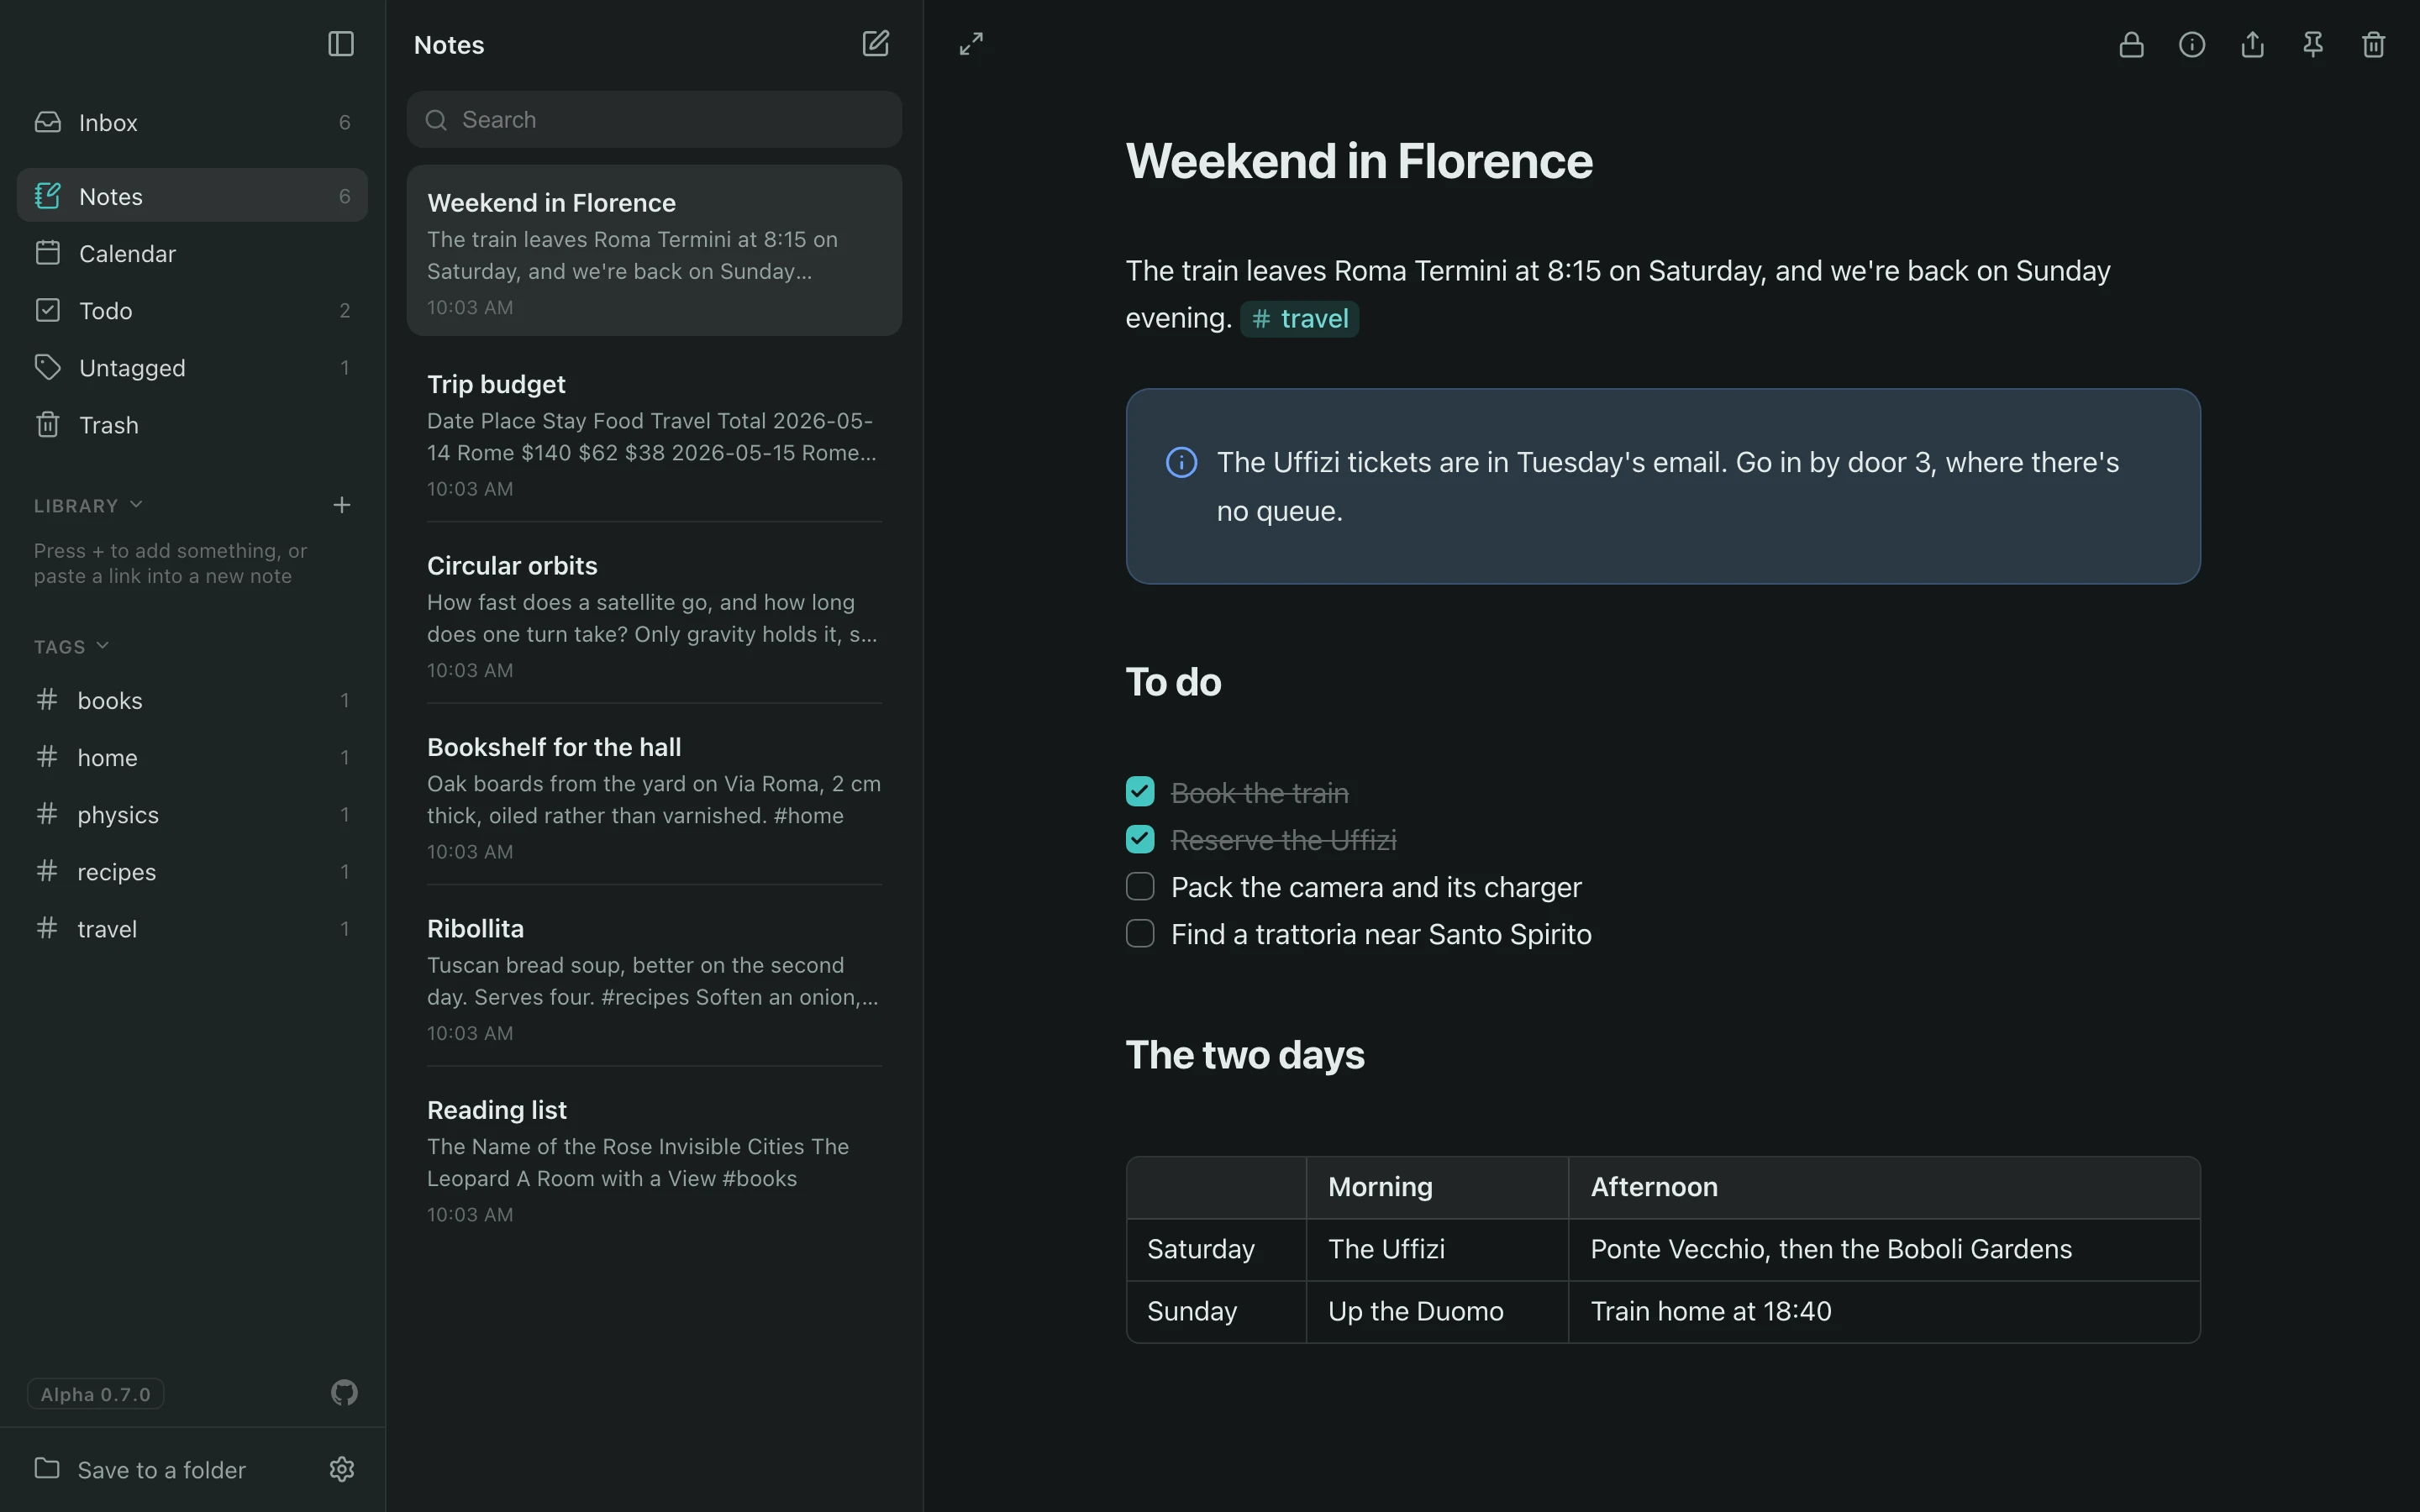 Inbox 6
Notes 6
Calendar
Todo 2
Untagged 1
Trash
LIBRARY
Press + to add something, or
paste a link into a new note
TAGS
# books 1
# home 1
# physics 1
# recipes 1
# travel 1
Alpha 0.7.0
Save to a folder
Notes
Search
Weekend in Florence
The train leaves Roma Termini at 8:15 on
Saturday, and we're back on Sunday...
10:03 AM
Trip budget
Date Place Stay Food Travel Total 2026-05-
14 Rome $140 $62 $38 2026-05-15 Rome...
10:03 AM
Circular orbits
How fast does a satellite go, and how long
does one turn take? Only gravity holds it, s...
10:03 AM
Bookshelf for the hall
Oak boards from the yard on Via Roma, 2 cm
thick, oiled rather than varnished. #home
10:03 AM
Ribollita
Tuscan bread soup, better on the second
day. Serves four. #recipes Soften an onion,...
10:03 AM
Reading list
The Name of the Rose Invisible Cities The
Leopard A Room with a View #books
10:03 AM
Weekend in Florence
The train leaves Roma Termini at 8:15 on Saturday, and we're back on Sunday
evening. # travel
The Uffizi tickets are in Tuesday's email. Go in by door 3, where there's
no queue.
To do
Book the train
Reserve the Uffizi
Pack the camera and its charger
Find a trattoria near Santo Spirito
The two days
Morning Afternoon
Saturday The Uffizi Ponte Vecchio, then the Boboli Gardens
Sunday Up the Duomo Train home at 18:40